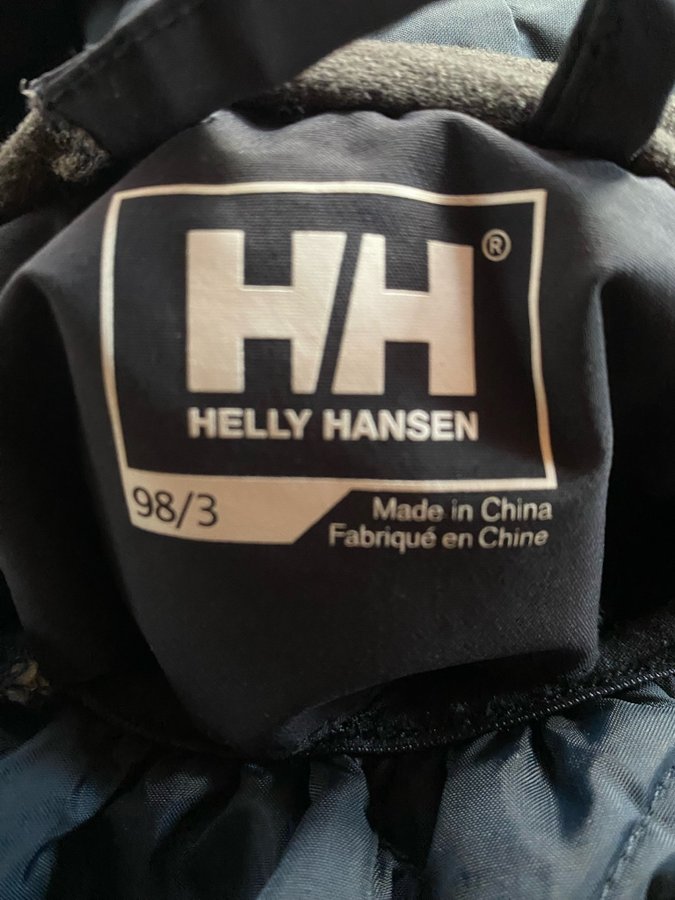 HH®
HELLY HANSEN
98/3
Made in China
Fabriqué en Chine